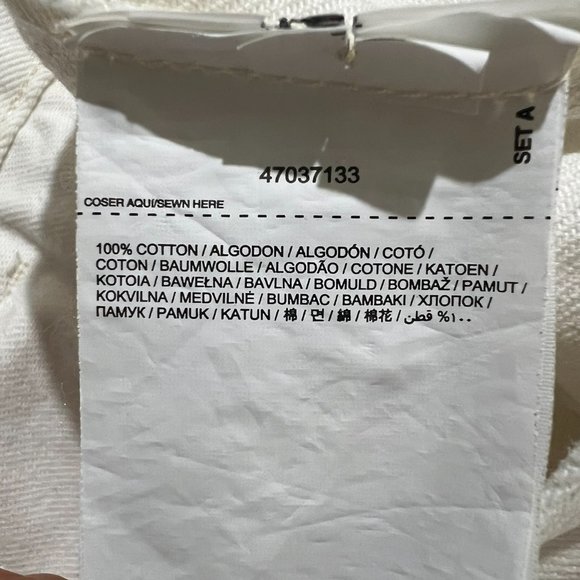 SET A
47037133
COSER AQUI/SEWN HERE
100% COTTON / ALGODON / ALGODÓN / COTÓ /
COTON / BAUMWOLLE / ALGODÃO / COTONE / KATOEN /
KOTOIA / BAWEŁNA / BAVLNA / BOMULD / BOMBAŽ / PAMUT /
KOKVILNA / MEDVILNĖ / BUMBAC / BAMBAKI / ХЛОПОК /
ПАМУК / PAMUK / KATUN / 棉 / 면 / 綿 / 棉花 / قطن %١٠٠